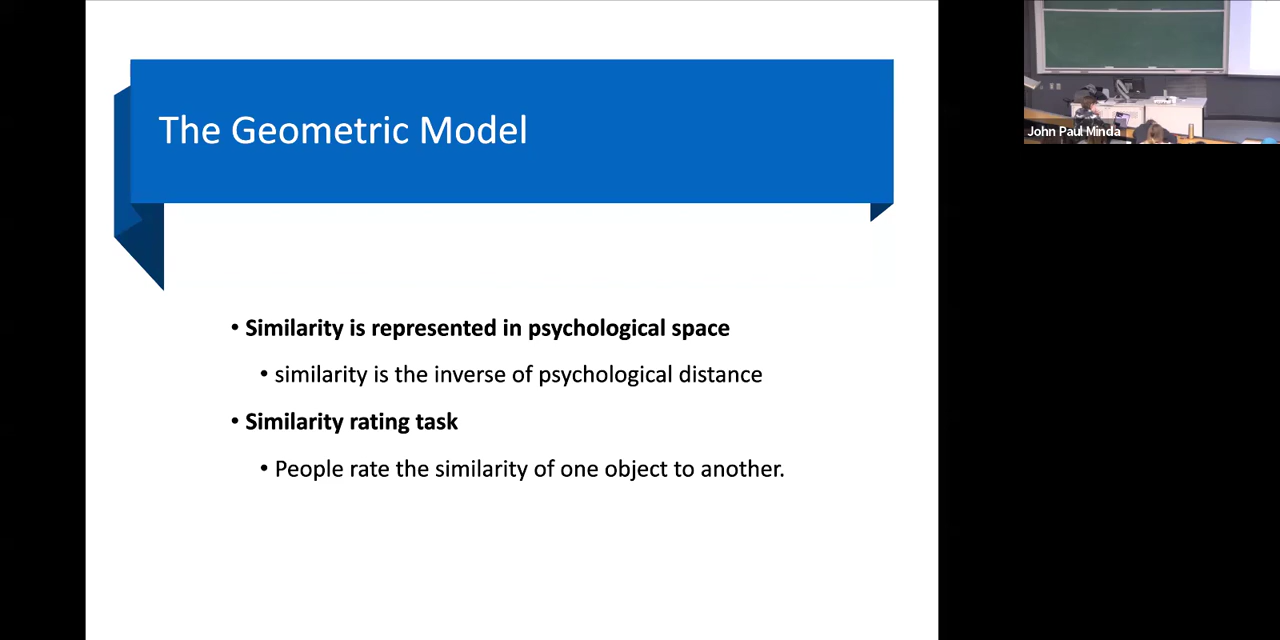 The Geometric Model
• Similarity is represented in psychological space
• similarity is the inverse of psychological distance
• Similarity rating task
• People rate the similarity of one object to another.
John Paul Minda